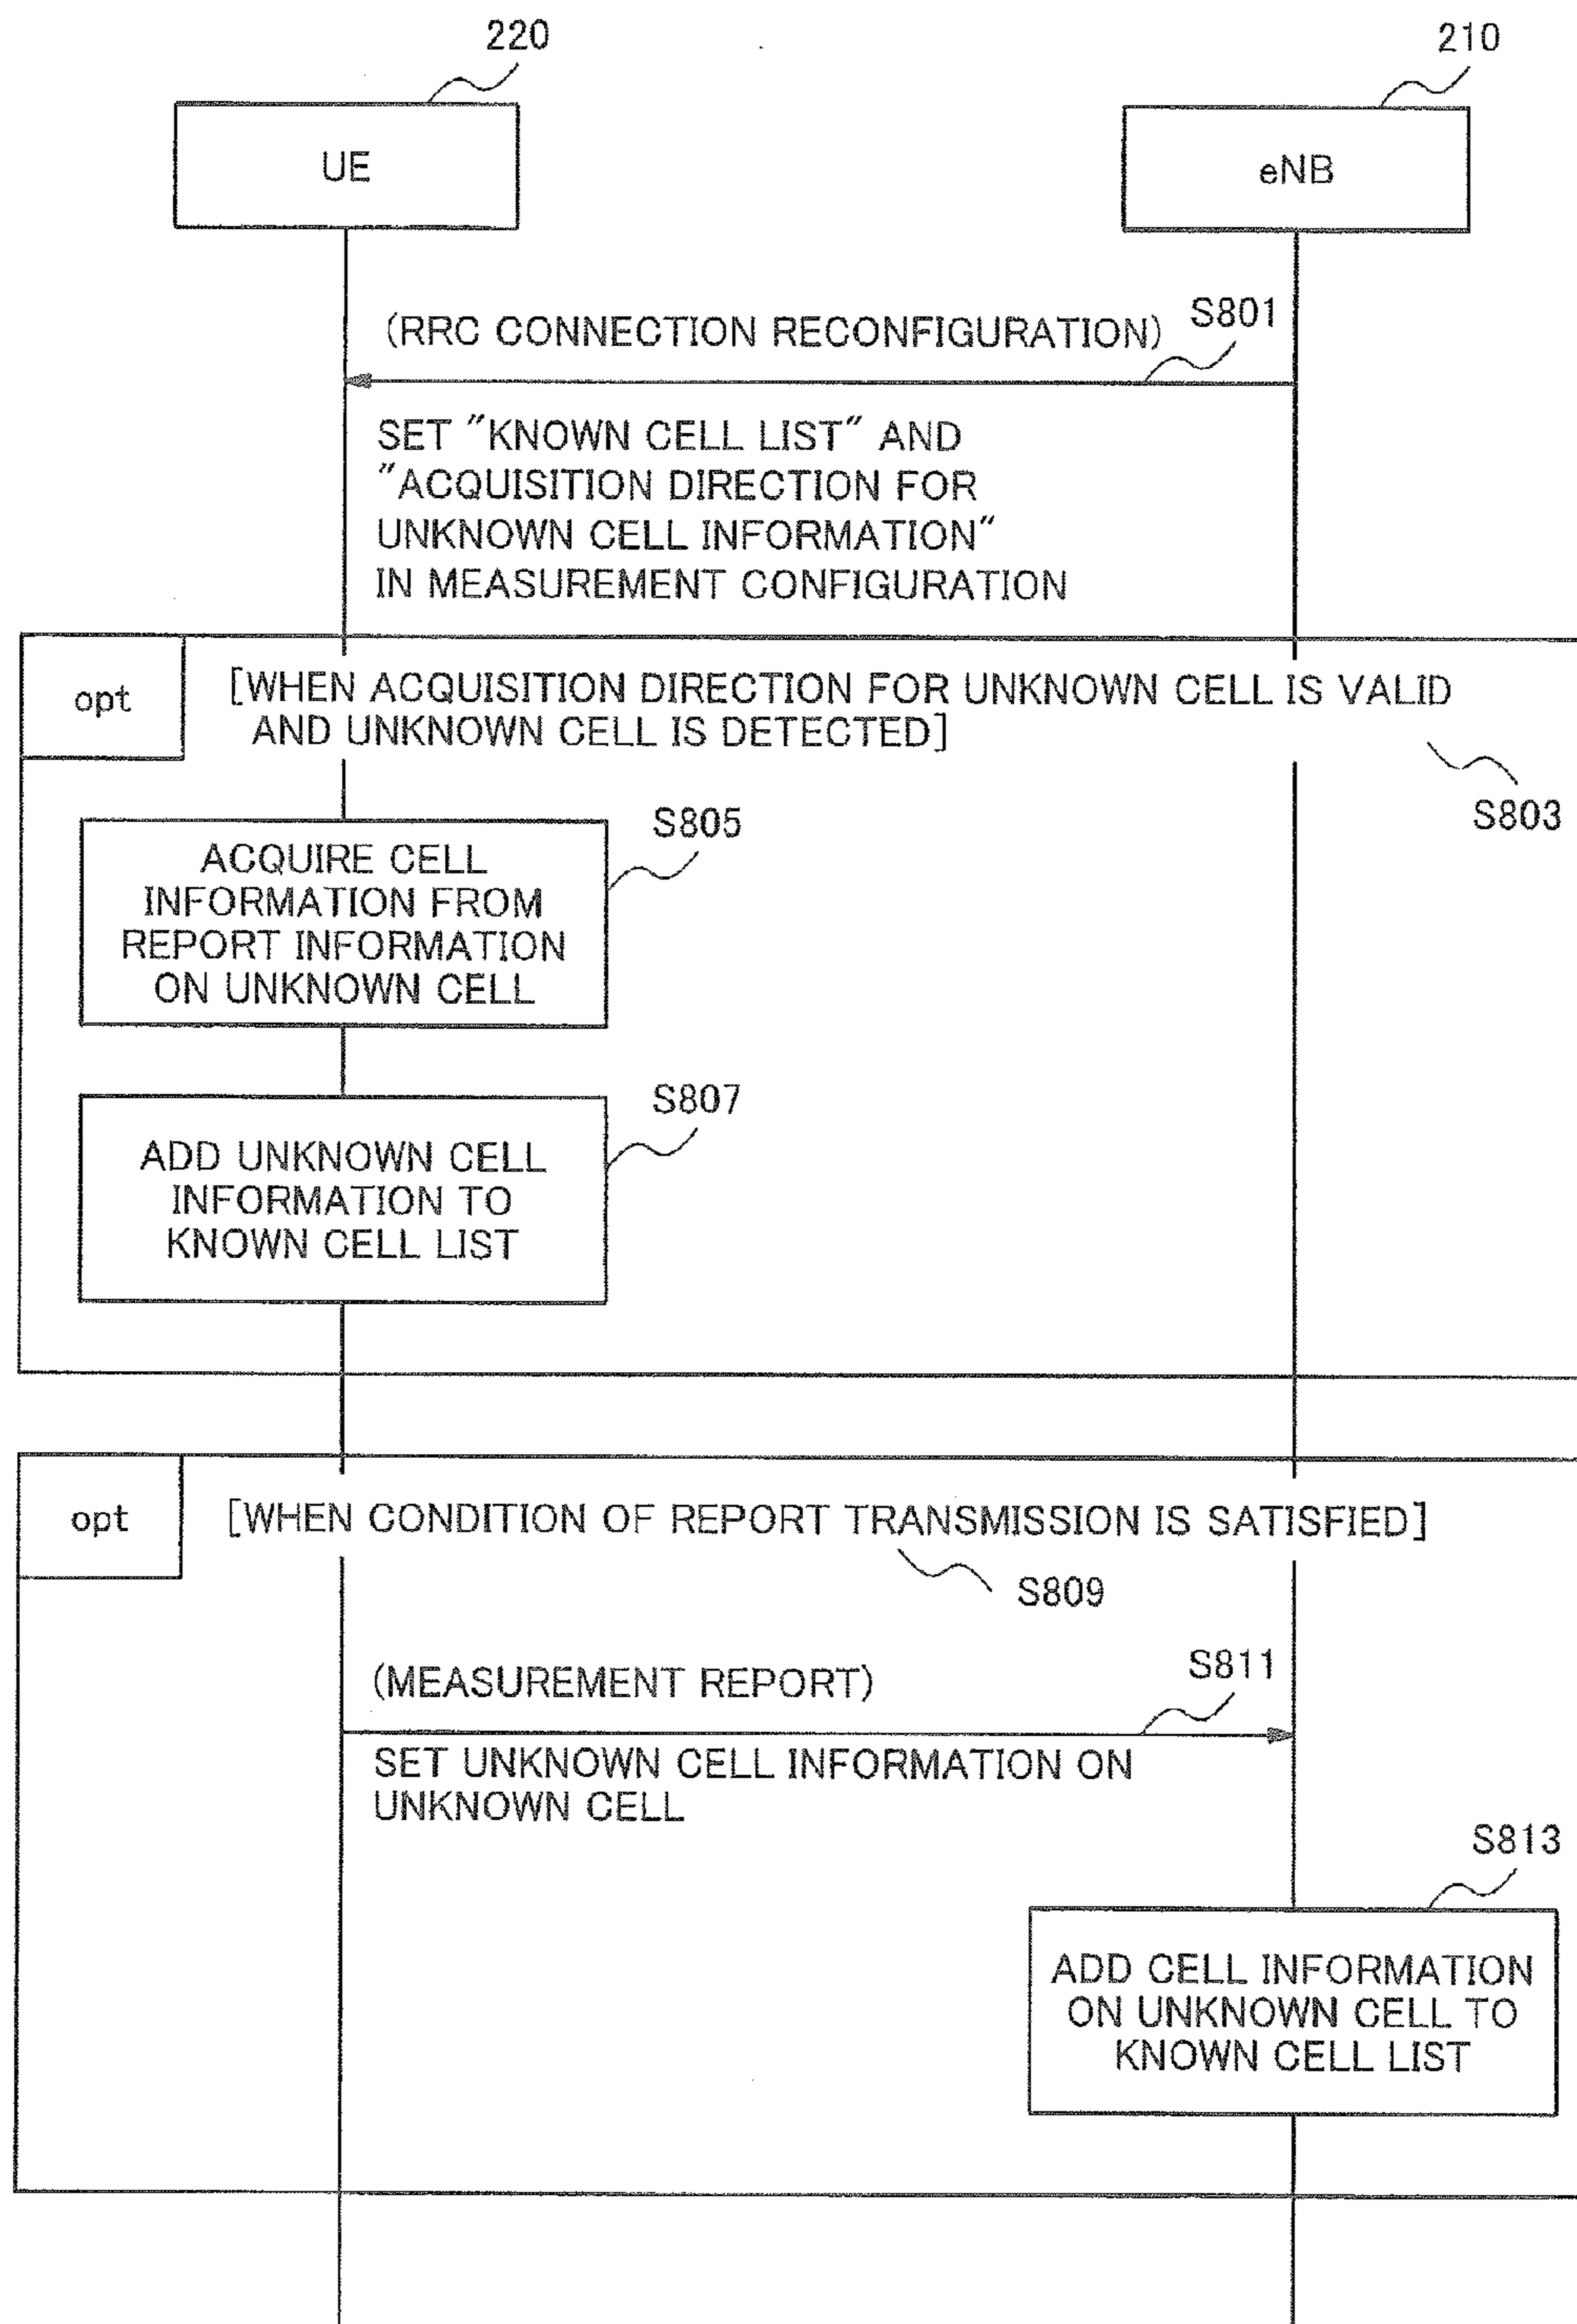 220
210
UE
eNB
(RRC CONNECTION RECONFIGURATION)
S801
SET "KNOWN CELL LIST" AND
"ACQUISITION DIRECTION FOR
UNKNOWN CELL INFORMATION"
IN MEASUREMENT CONFIGURATION
opt
[WHEN ACQUISITION DIRECTION FOR UNKNOWN CELL IS VALID
AND UNKNOWN CELL IS DETECTED]
S803
S805
ACQUIRE CELL
INFORMATION FROM
REPORT INFORMATION
ON UNKNOWN CELL
S807
ADD UNKNOWN CELL
INFORMATION TO
KNOWN CELL LIST
opt
[WHEN CONDITION OF REPORT TRANSMISSION IS SATISFIED]
S809
(MEASUREMENT REPORT)
S811
SET UNKNOWN CELL INFORMATION ON
UNKNOWN CELL
S813
ADD CELL INFORMATION
ON UNKNOWN CELL TO
KNOWN CELL LIST